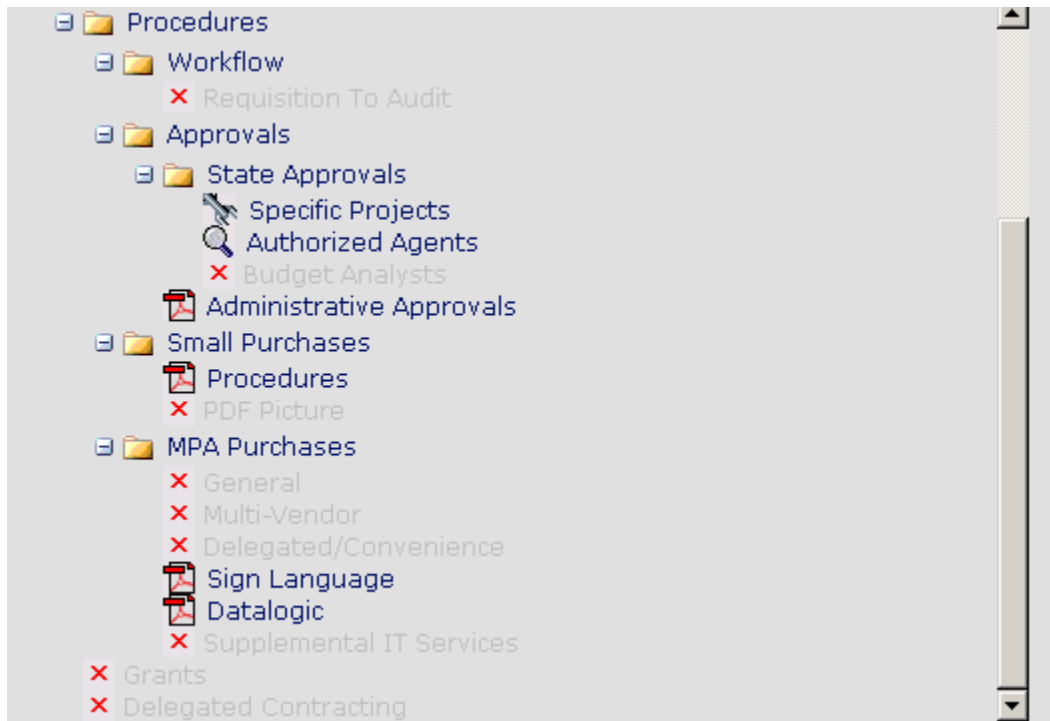 Procedures
Workflow
Requisition To Audit
Approvals
State Approvals
Specific Projects
Authorized Agents
Budget Analysts
Administrative Approvals
Small Purchases
Procedures
PDF Picture
MPA Purchases
General
Multi-Vendor
Delegated/Convenience
Sign Language
Datalogic
Supplemental IT Services
Grants
Delegated Contracting